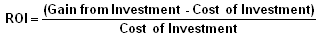 ROI = (Gain from Investment - Cost of Investment)
Cost of Investment